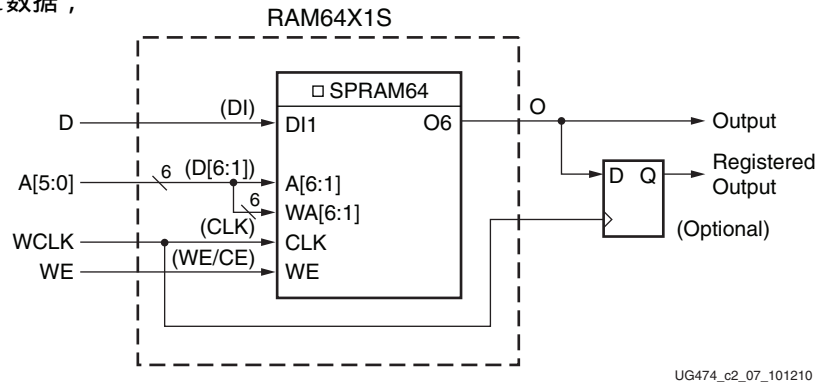 数据，
RAM64X1S
□ SPRAM64
D
(DI)
DI1
O6
O
Output
A[5:0]
6
(D[6:1])
A[6:1]
6
WA[6:1]
D Q
Registered
Output
WCLK
(CLK)
CLK
(Optional)
WE
(WE/CE)
WE
UG474_c2_07_101210